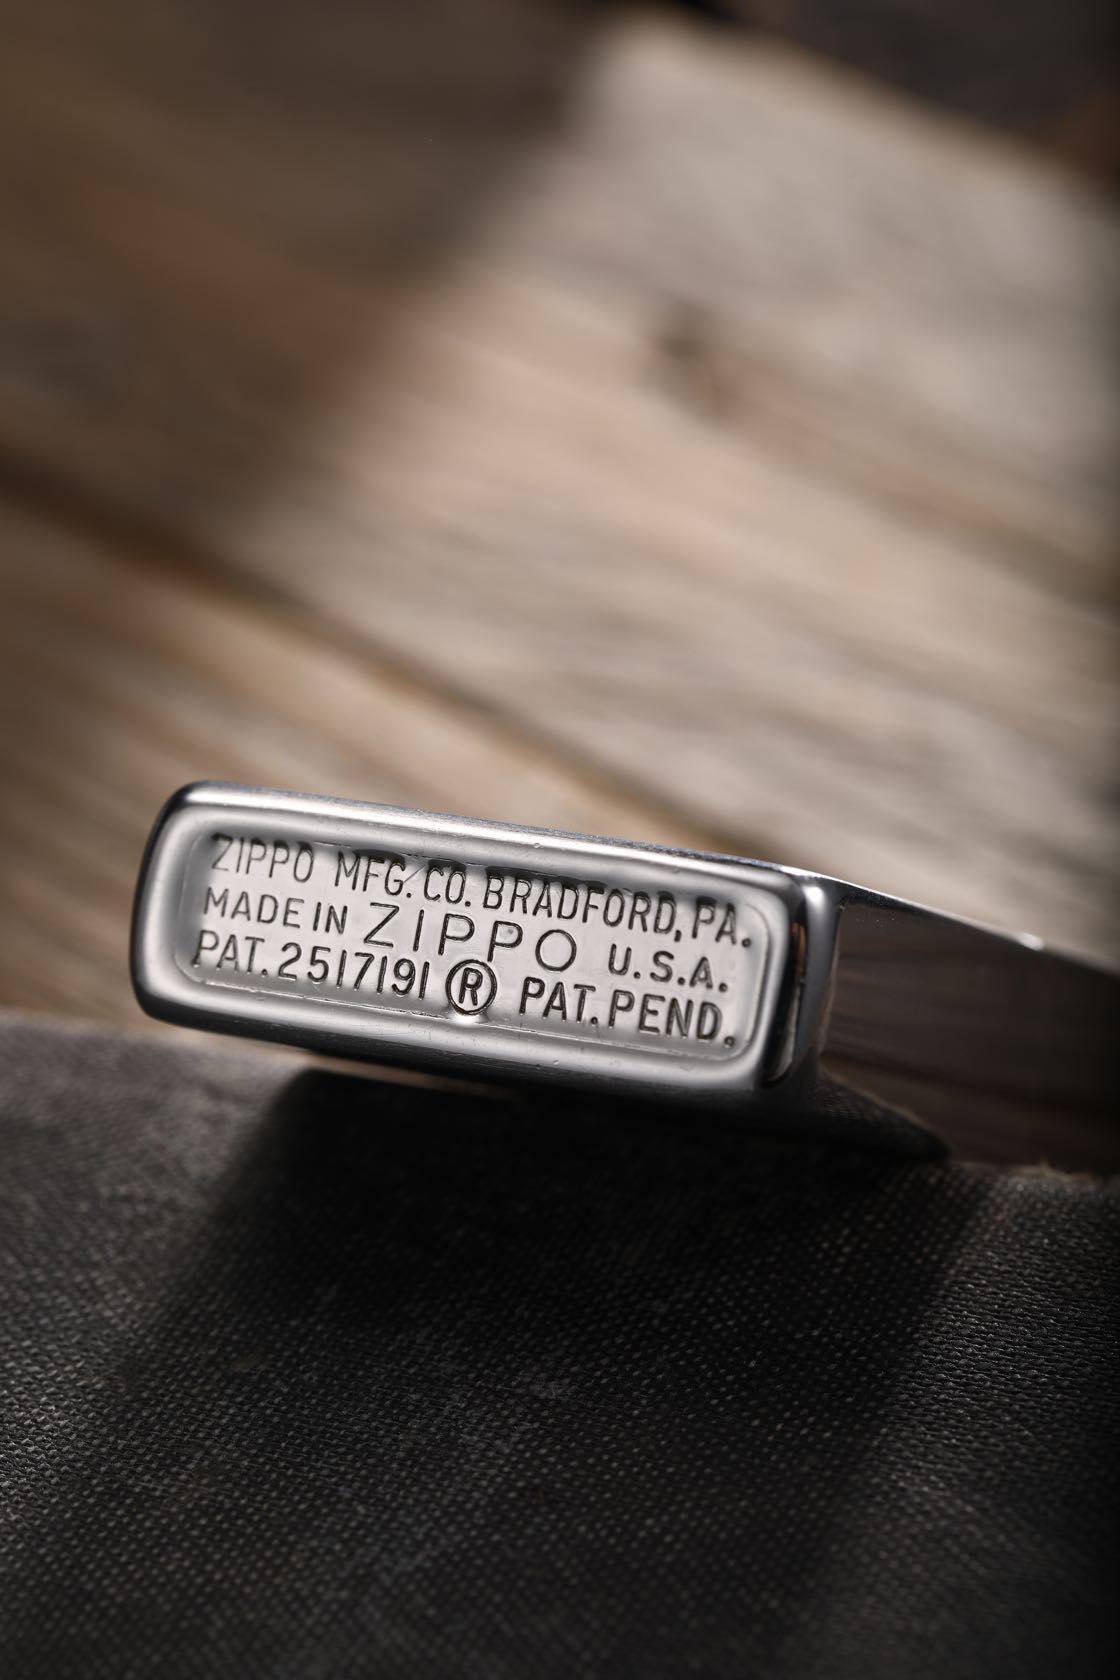 ZIPPO MFG. CO. BRADFORD, PA.
MADE IN ZIPPO U.S.A.
PAT. 2517191 ® PAT. PEND.